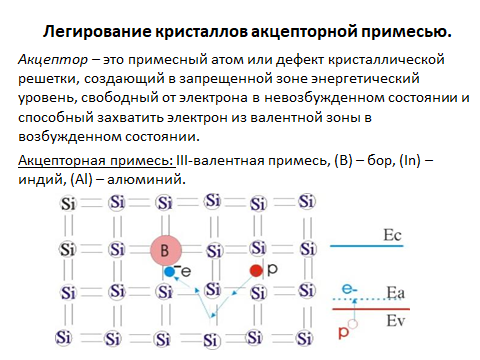 Легирование кристаллов акцепторной примесью.
Акцептор – это примесный атом или дефект кристаллической
решетки, создающий в запрещенной зоне энергетический
уровень, свободный от электрона в невозбужденном состоянии и
способный захватить электрон из валентной зоны в
возбужденном состоянии.
Акцепторная примесь: III-валентная примесь, (B) – бор, (In) –
индий, (Al) – алюминий.
Si Si Si Si Si Si
Si B Si Si Si
-e p
Si Si Si Si Si Si
Si Si Si Si Si Si
Ec
e- Ea
Ev
p